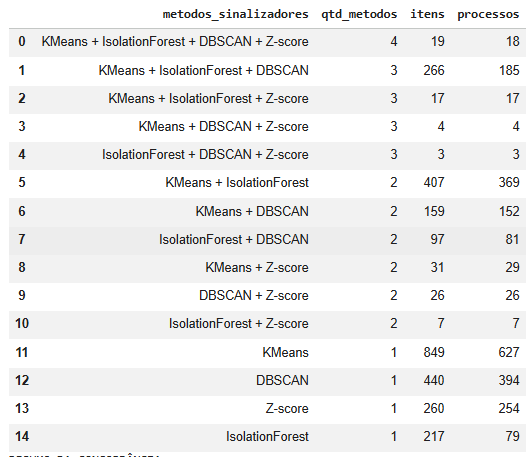 metodos_sinalizadores qtd_metodos itens processos
0 KMeans + IsolationForest + DBSCAN + Z-score 4 19 18
1 KMeans + IsolationForest + DBSCAN 3 266 185
2 KMeans + IsolationForest + Z-score 3 17 17
3 KMeans + DBSCAN + Z-score 3 4 4
4 IsolationForest + DBSCAN + Z-score 3 3 3
5 KMeans + IsolationForest 2 407 369
6 KMeans + DBSCAN 2 159 152
7 IsolationForest + DBSCAN 2 97 81
8 KMeans + Z-score 2 31 29
9 DBSCAN + Z-score 2 26 26
10 IsolationForest + Z-score 2 7 7
11 KMeans 1 849 627
12 DBSCAN 1 440 394
13 Z-score 1 260 254
14 IsolationForest 1 217 79